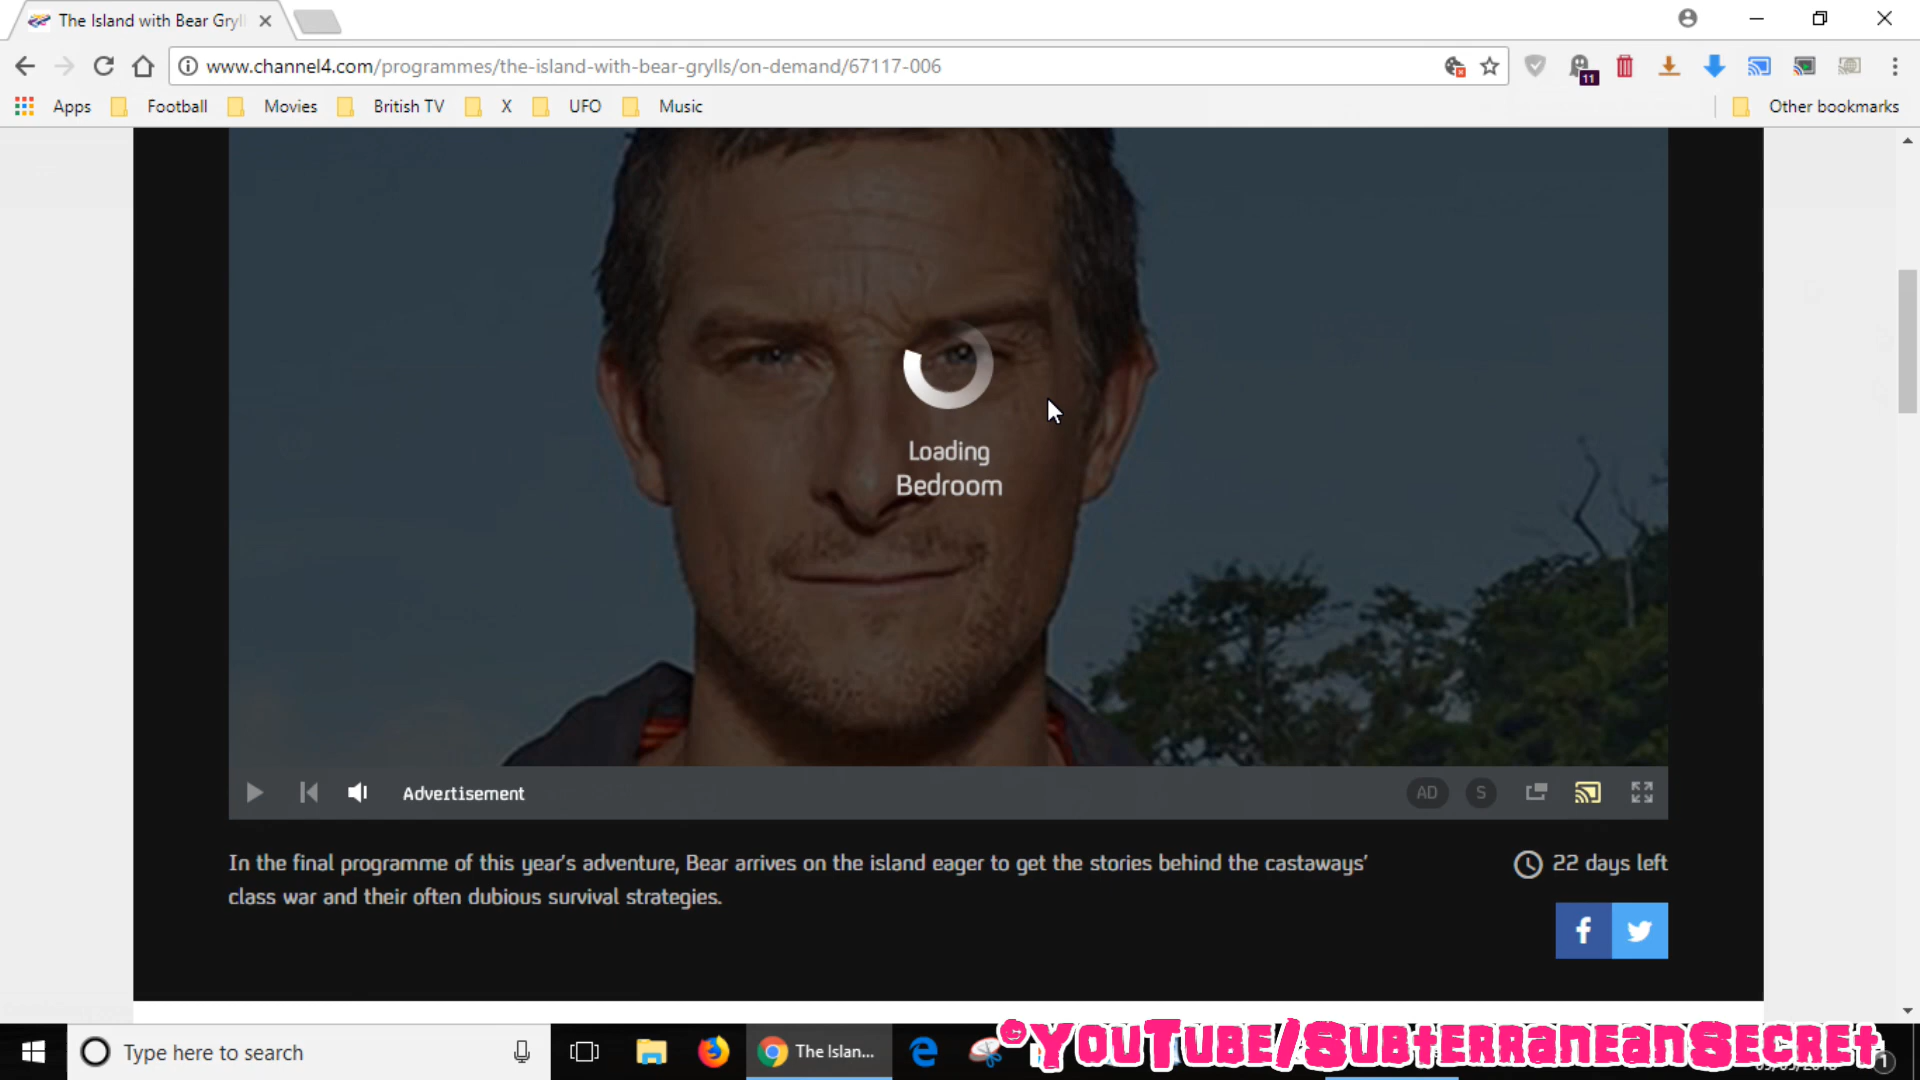 The Island with Bear Gryll
www.channel4.com/programmes/the-island-with-bear-grylls/on-demand/67117-006
11
Apps Football Movies British TV X UFO Music Other bookmarks
Loading
Bedroom
Advertisement AD S
In the final programme of this year's adventure, Bear arrives on the island eager to get the stories behind the castaways' 22 days left
class war and their often dubious survival strategies.
f
Type here to search The Islan... ©YouTube/SubterraneanSecret 1